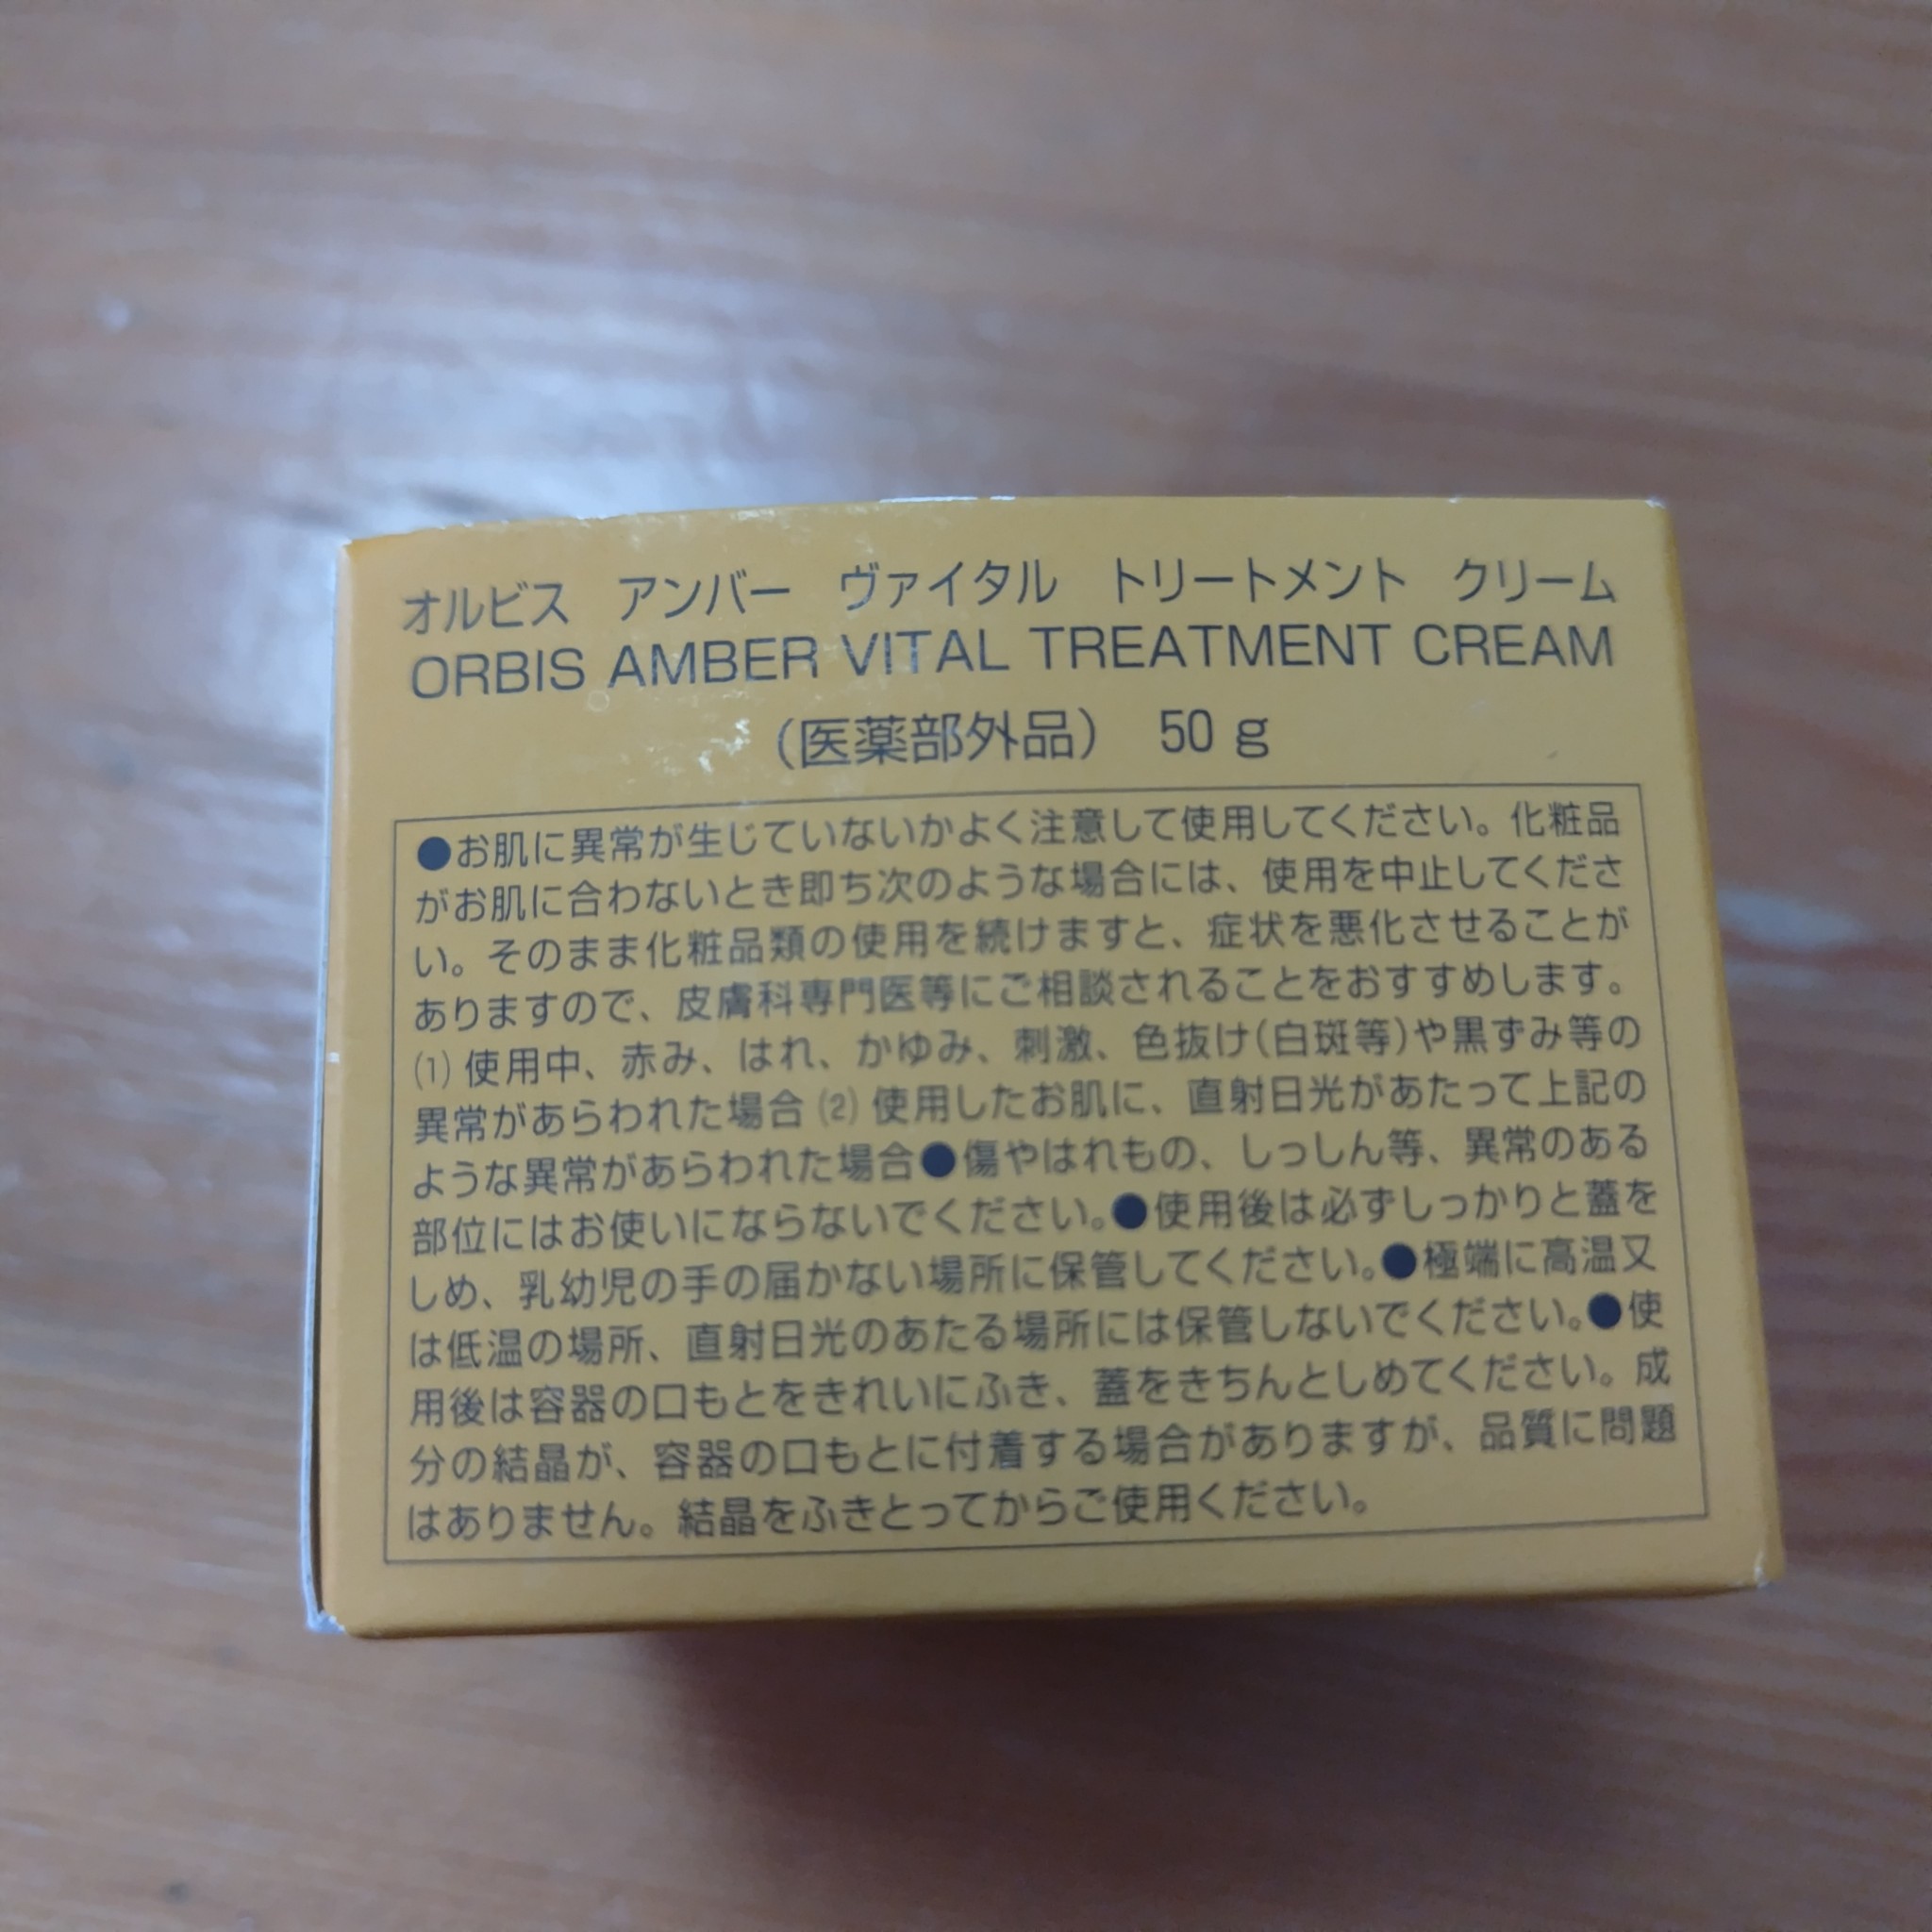 オルビス　アンバー　ヴァイタル　トリートメント　クリーム
ORBIS AMBER VITAL TREATMENT CREAM
（医薬部外品）　50 g
●お肌に異常が生じていないかよく注意して使用してください。化粧品
がお肌に合わないとき即ち次のような場合には、使用を中止してくださ
い。そのまま化粧品類の使用を続けますと、症状を悪化させることが
ありますので、皮膚科専門医等にご相談されることをおすすめします。
⑴ 使用中、赤み、はれ、かゆみ、刺激、色抜け(白斑等)や黒ずみ等の
異常があらわれた場合 ⑵ 使用したお肌に、直射日光があたって上記の
ような異常があらわれた場合●傷やはれもの、しっしん等、異常のある
部位にはお使いにならないでください。●使用後は必ずしっかりと蓋を
しめ、乳幼児の手の届かない場所に保管してください。●極端に高温又
は低温の場所、直射日光のあたる場所には保管しないでください。●使
用後は容器の口もとをきれいにふき、蓋をきちんとしめてください。成
分の結晶が、容器の口もとに付着する場合がありますが、品質に問題
はありません。結晶をふきとってからご使用ください。